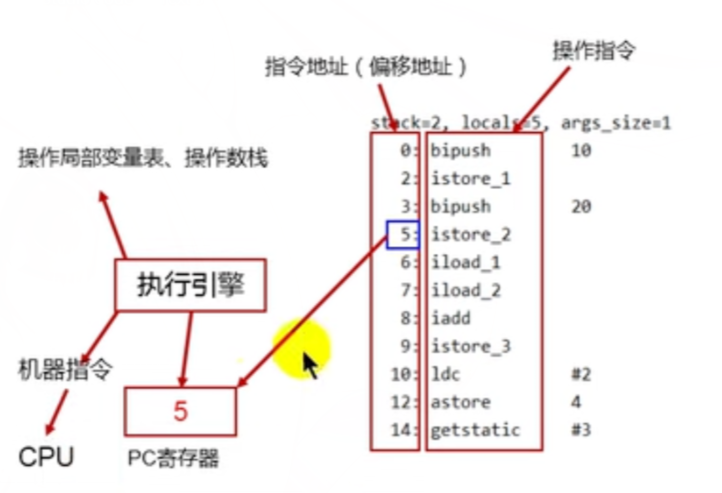 操作指令
指令地址（偏移地址）
stack=2, locals=5, args_size=1
0: bipush 10
2: istore_1
3: bipush 20
5: istore_2
6: iload_1
7: iload_2
8: iadd
9: istore_3
10: ldc #2
12: astore 4
14: getstatic #3
操作局部变量表、操作数栈
执行引擎
机器指令
5
CPU
PC寄存器